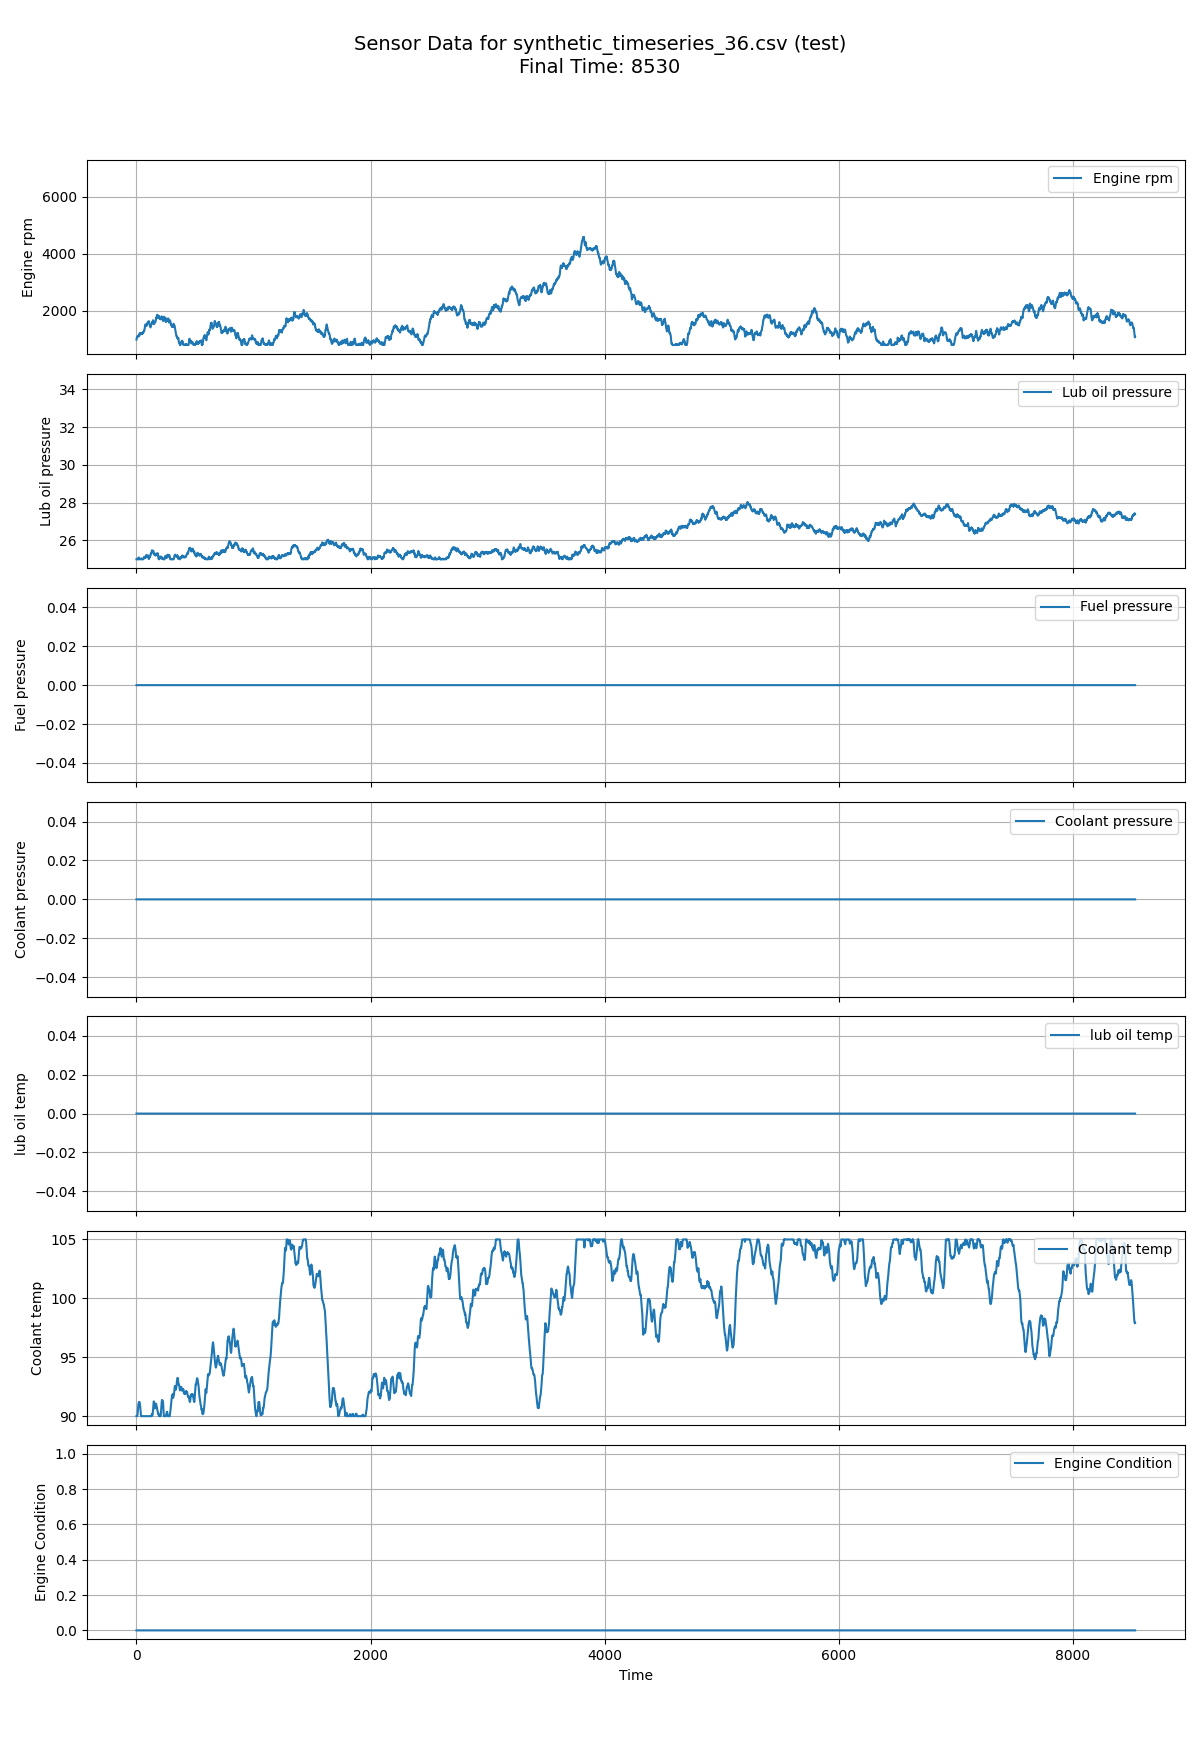 Sensor Data for synthetic_timeseries_36.csv (test)
Final Time: 8530
Engine rpm
6000
4000
2000
Engine rpm
Lub oil pressure
34
32
30
28
26
Lub oil pressure
Fuel pressure
0.04
0.02
0.00
−0.02
−0.04
Fuel pressure
Coolant pressure
0.04
0.02
0.00
−0.02
−0.04
Coolant pressure
lub oil temp
0.04
0.02
0.00
−0.02
−0.04
lub oil temp
Coolant temp
105
100
95
90
Coolant temp
Engine Condition
1.0
0.8
0.6
0.4
0.2
0.0
Engine Condition
0 2000 4000 6000 8000
Time